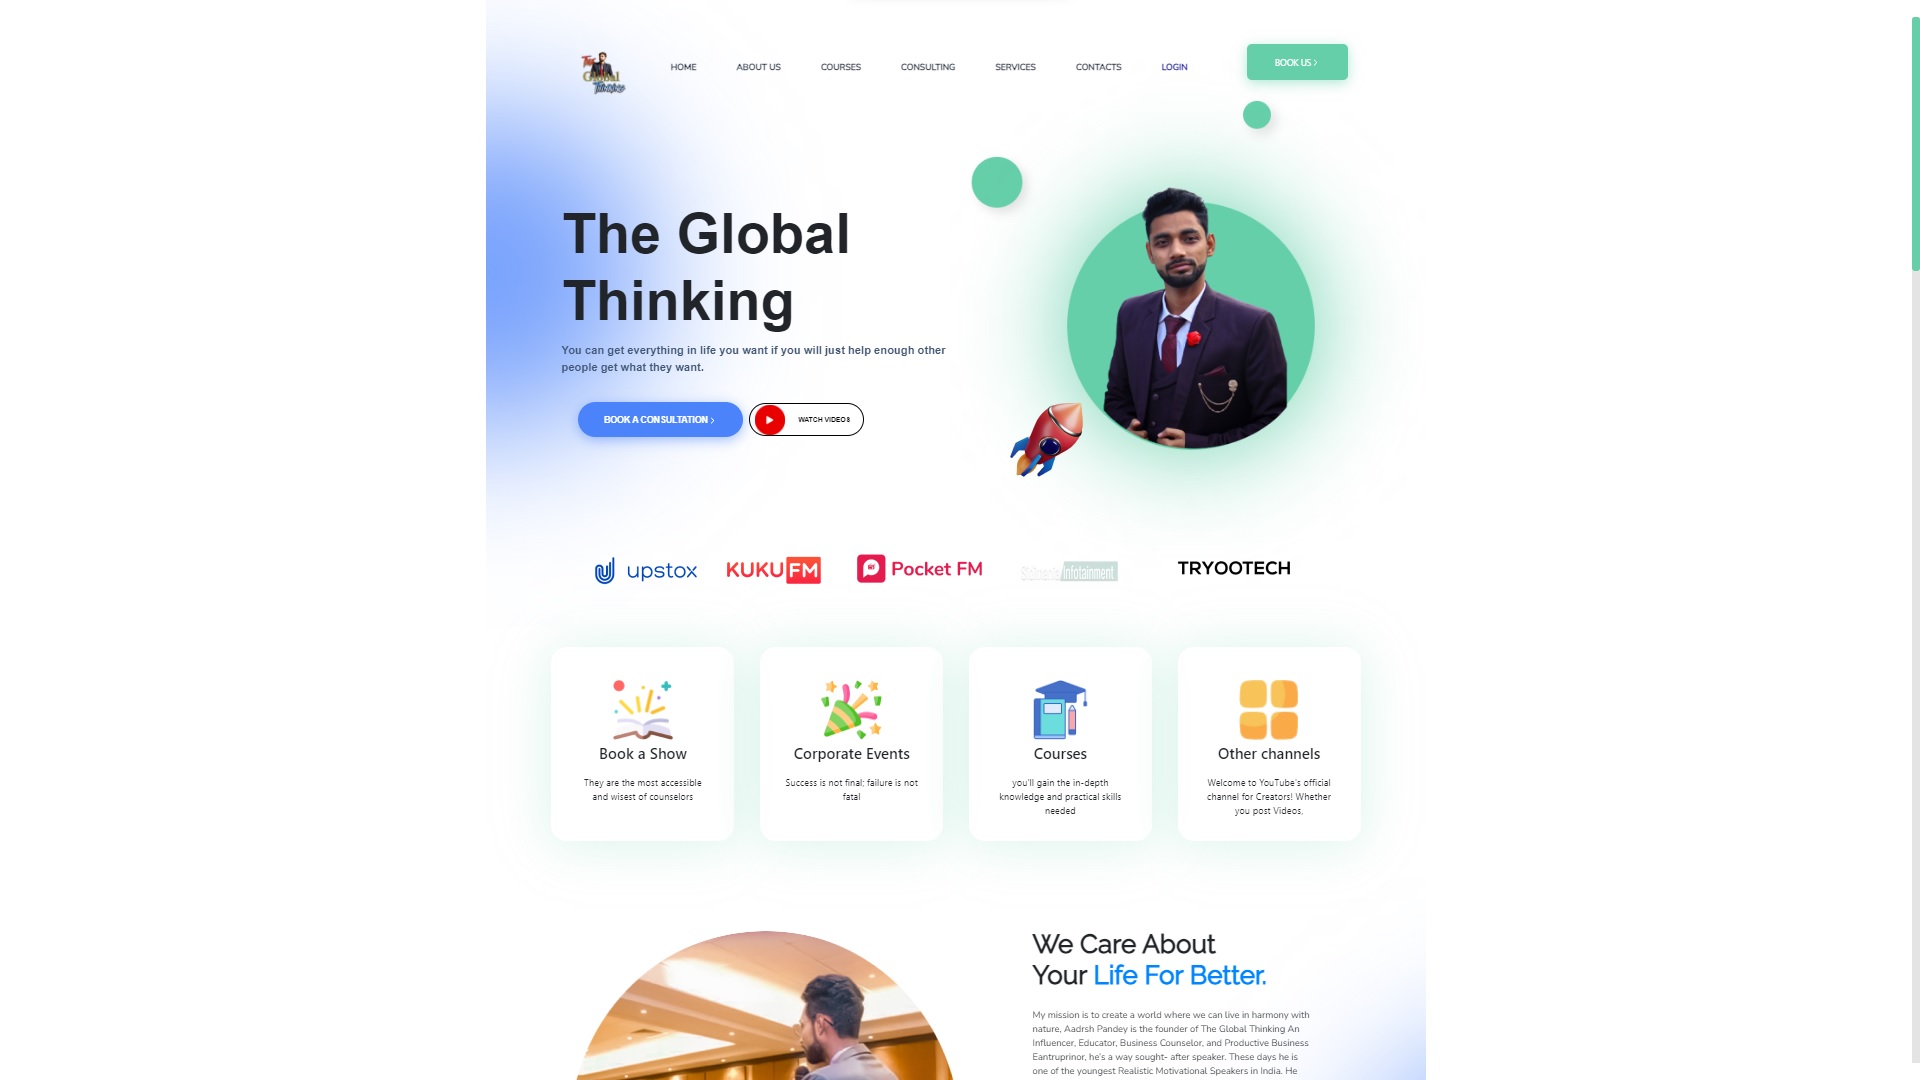 The
Global
Thinking
HOME
ABOUT US
COURSES
CONSULTING
SERVICES
CONTACTS
LOGIN
BOOK US
The Global
Thinking
You can get everything in life you want if you will just help enough other
people get what they want.
BOOK A CONSULTATION
WATCH VIDEOS
upstox
KUKU FM
Pocket FM
Infotainment
TRYOOTECH
Book a Show
They are the most accessible
and wisest of counselors
Corporate Events
Success is not final; failure is not
fatal
Courses
you'll gain the in-depth
knowledge and practical skills
needed
Other channels
Welcome to YouTube's official
channel for Creators! Whether
you post Videos,
We Care About
Your Life For Better.
My mission is to create a world where we can live in harmony with
nature, Aadrsh Pandey is the founder of The Global Thinking An
Influencer, Educator, Business Counselor, and Productive Business
Eantruprinor, he's a way sought- after speaker. These days he is
one of the youngest Realistic Motivational Speakers in India. He